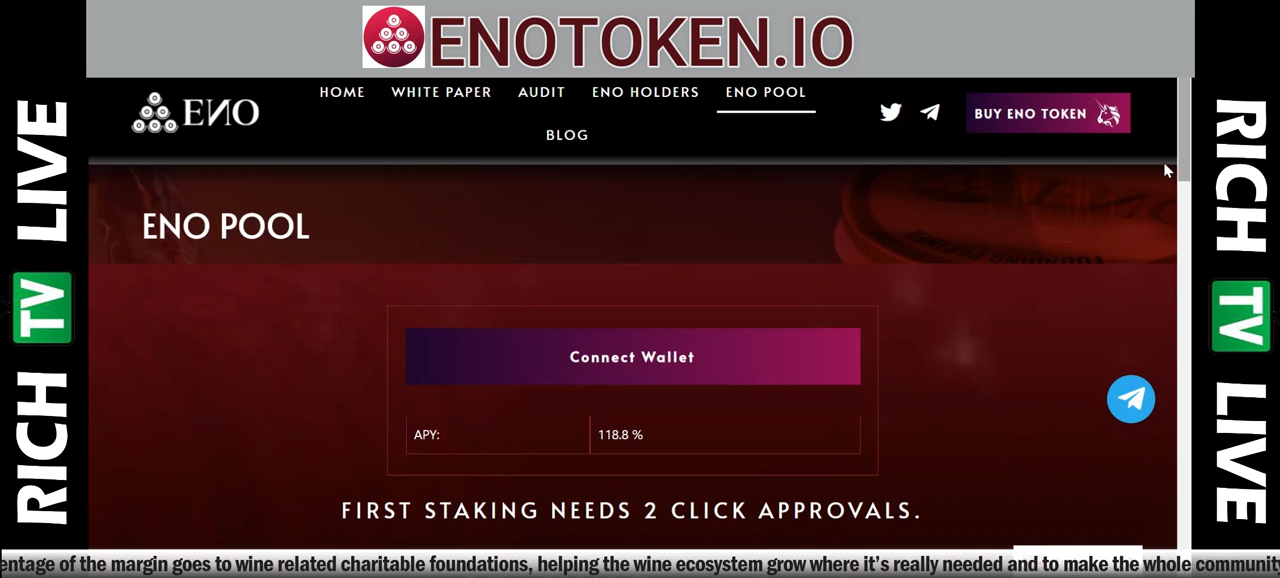 ENOTOKEN.IO
RICH TV LIVE
ENO
HOME WHITE PAPER AUDIT ENO HOLDERS ENO POOL
BLOG
BUY ENO TOKEN
ENO POOL
Connect Wallet
APY: 118.8 %
FIRST STAKING NEEDS 2 CLICK APPROVALS.
RICH TV LIVE
entage of the margin goes to wine related charitable foundations, helping the wine ecosystem grow where it's really needed and to make the whole communit